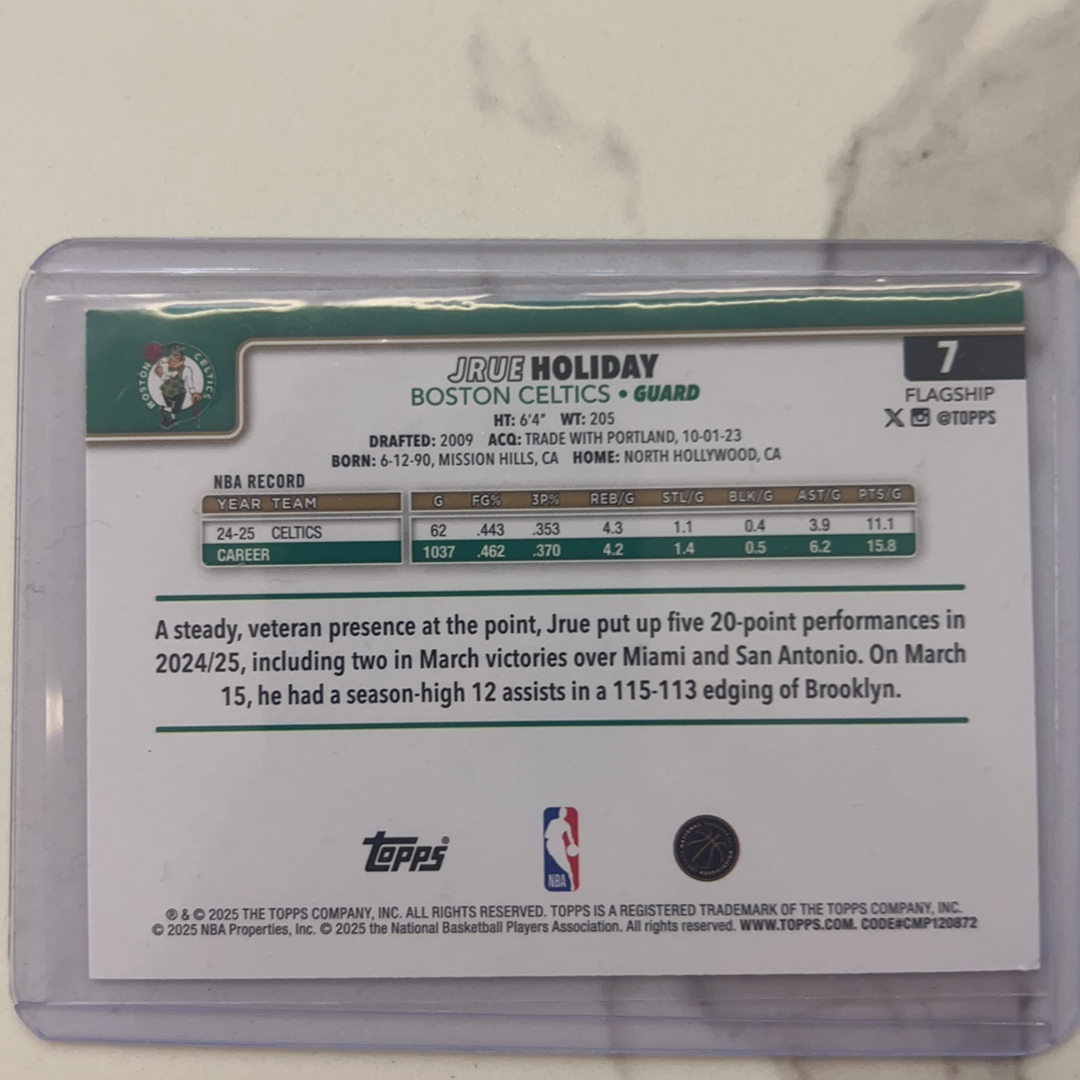 BOSTON CELTICS
JRUE HOLIDAY
7
BOSTON CELTICS • GUARD
FLAGSHIP
HT: 6'4" WT: 205
X @TOPPS
DRAFTED: 2009 ACQ: TRADE WITH PORTLAND, 10-01-23
BORN: 6-12-90, MISSION HILLS, CA HOME: NORTH HOLLYWOOD, CA
NBA RECORD
YEAR TEAM G FG% 3P% REB/G STL/G BLK/G AST/G PTS/G
24-25 CELTICS 62 .443 .353 4.3 1.1 0.4 3.9 11.1
CAREER 1037 .462 .370 4.2 1.4 0.5 6.2 15.8
A steady, veteran presence at the point, Jrue put up five 20-point performances in
2024/25, including two in March victories over Miami and San Antonio. On March
15, he had a season-high 12 assists in a 115-113 edging of Brooklyn.
Topps®
NBA
® & © 2025 THE TOPPS COMPANY, INC. ALL RIGHTS RESERVED. TOPPS IS A REGISTERED TRADEMARK OF THE TOPPS COMPANY, INC.
© 2025 NBA Properties, Inc. © 2025 the National Basketball Players Association. All rights reserved. WWW.TOPPS.COM. CODE#CMP120872